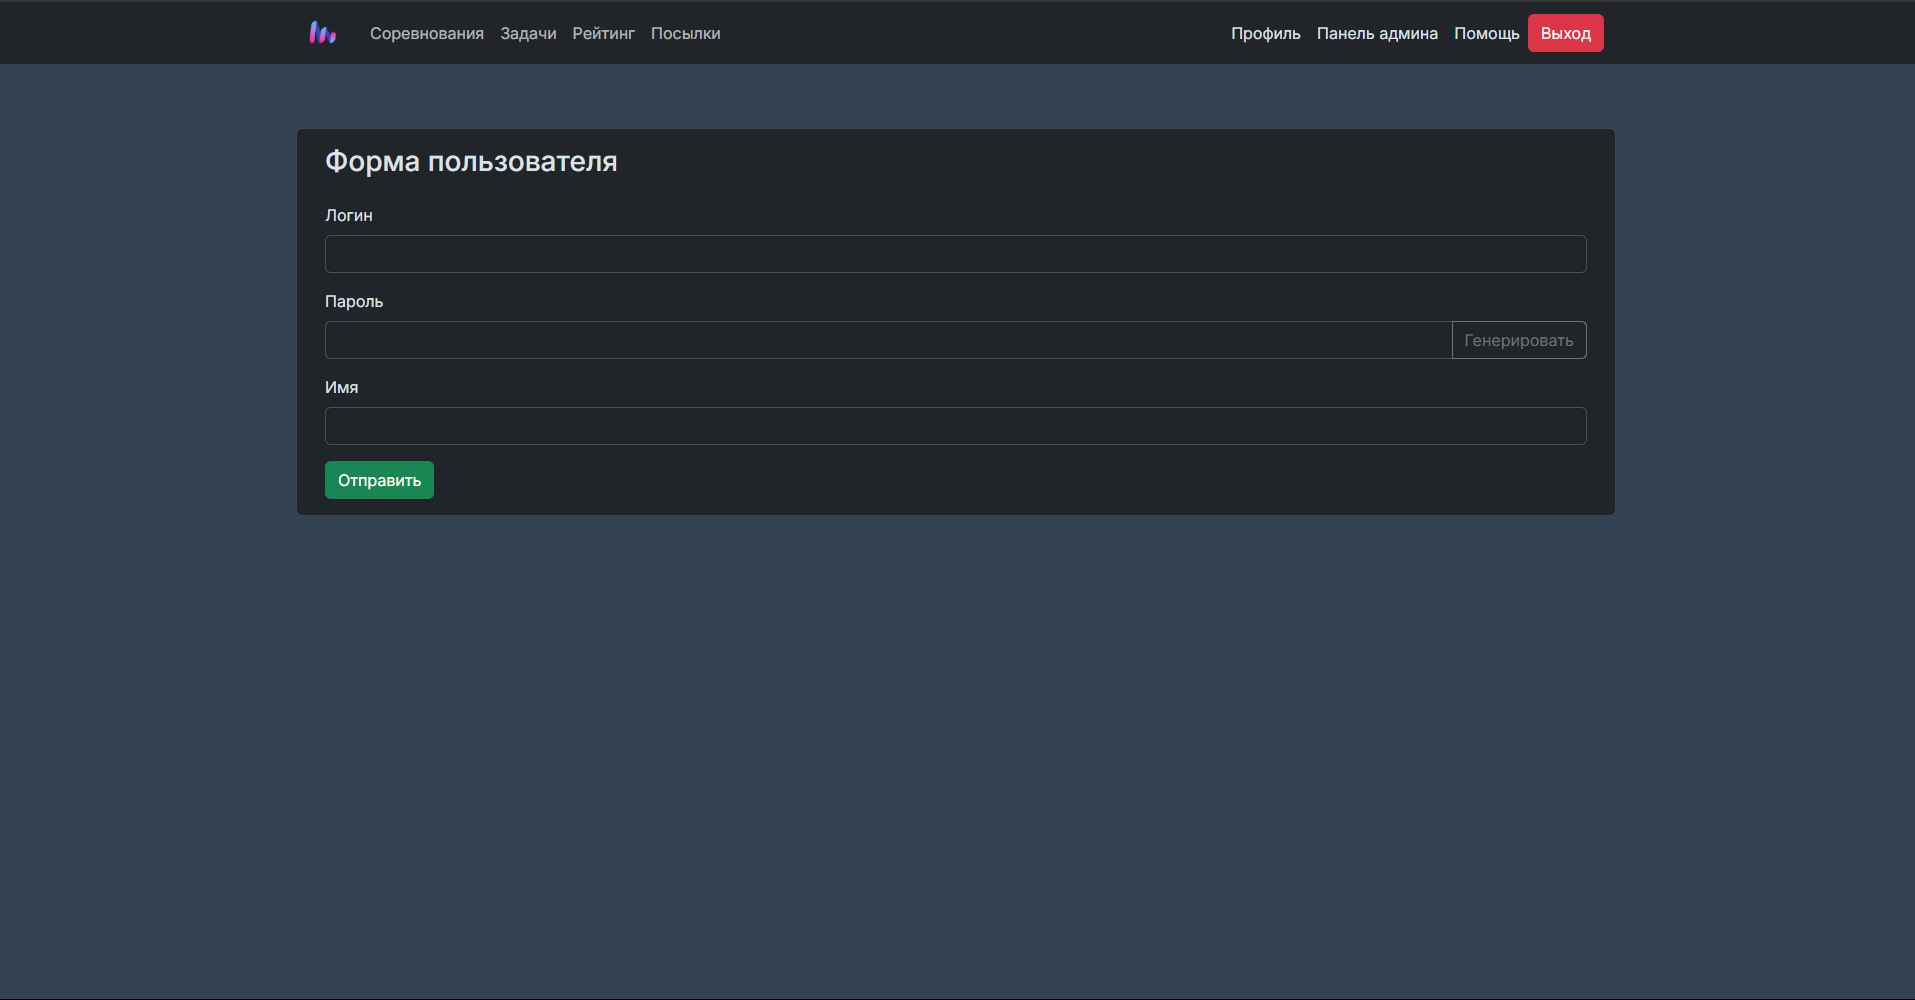 Соревнования Задачи Рейтинг Посылки Профиль Панель админа Помощь Выход
Форма пользователя
Логин
Пароль
Генерировать
Имя
Отправить